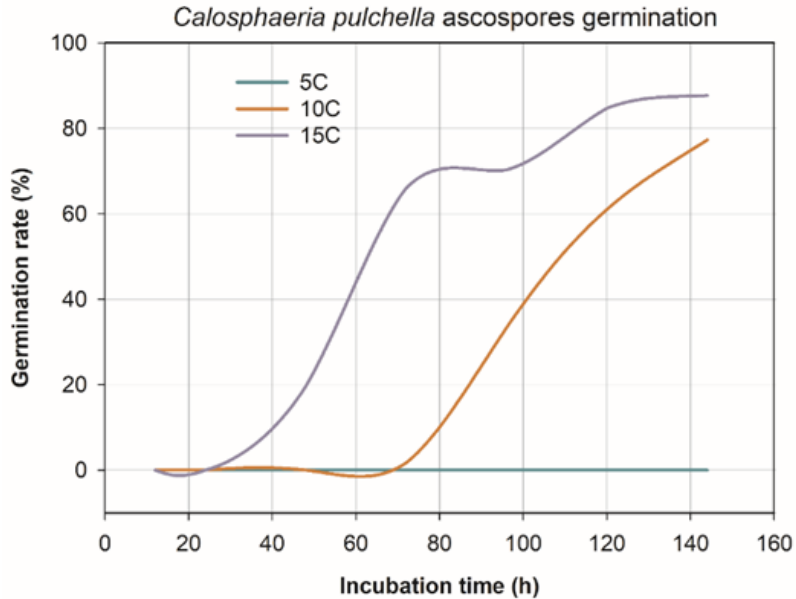 Calosphaeria pulchella ascospores germination
100
80
60
40
20
0
Germination rate (%)
5C
10C
15C
0 20 40 60 80 100 120 140 160
Incubation time (h)